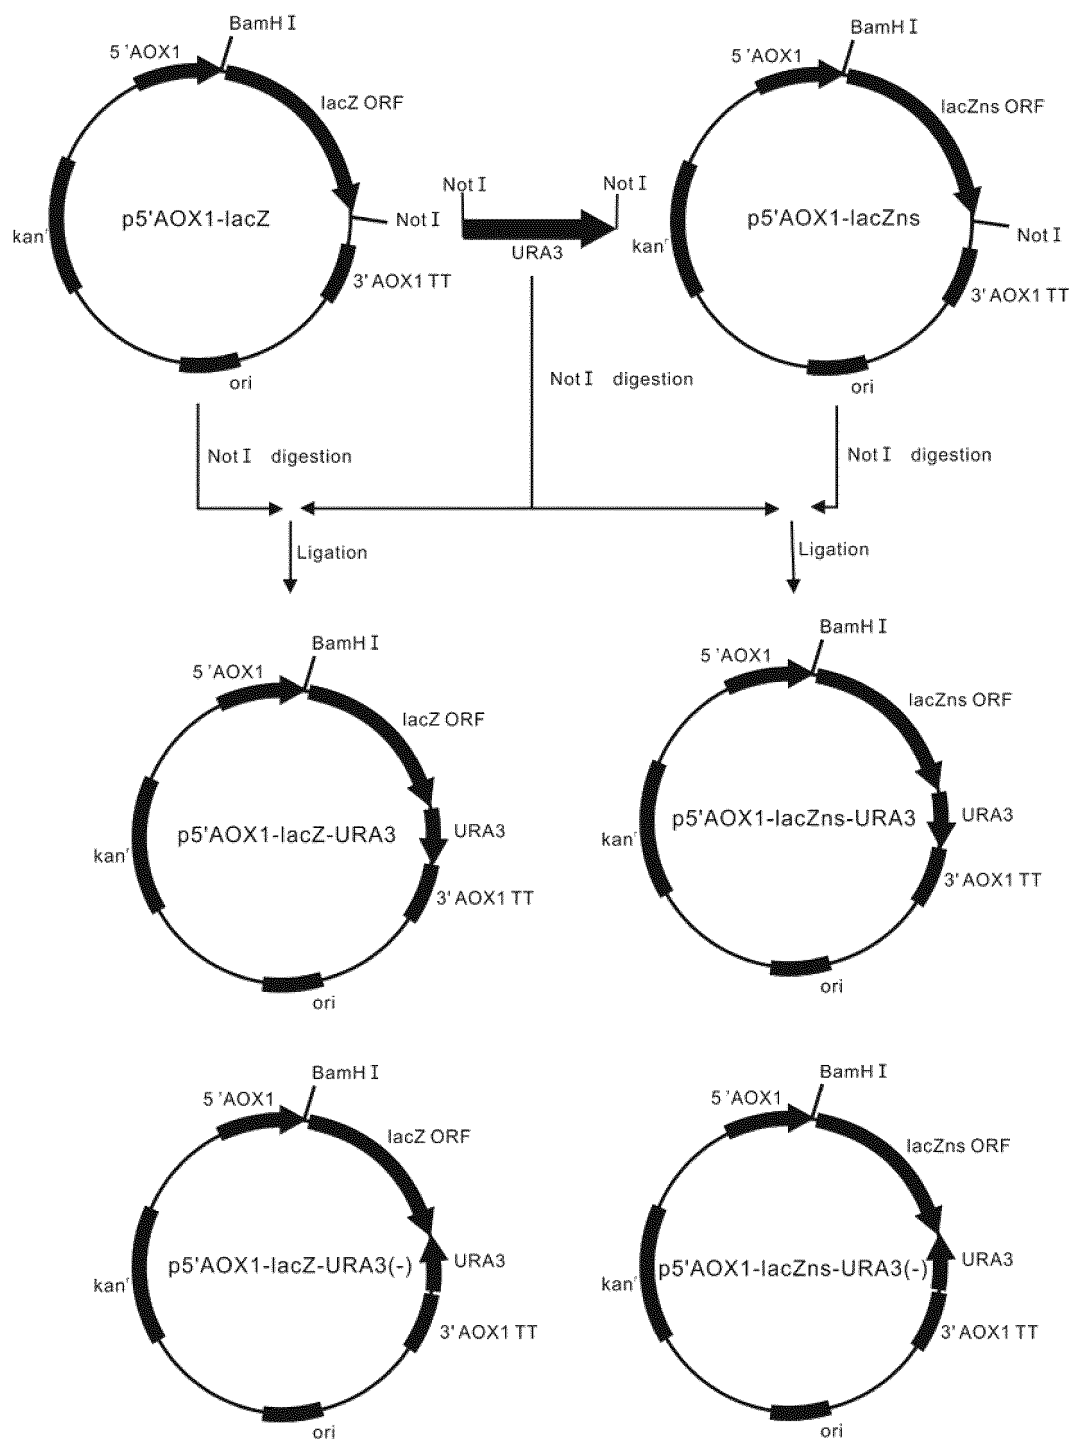 BamH I
5 'AOX1
lacZ ORF
p5'AOX1-lacZ
Not I
kanʳ
3' AOX1 TT
ori
Not I
Not I
URA3
BamH I
5 'AOX1
lacZns ORF
p5'AOX1-lacZns
Not I
kanʳ
3' AOX1 TT
ori
Not I digestion
Not I digestion
Not I digestion
Ligation
Ligation
BamH I
5 'AOX1
lacZ ORF
p5'AOX1-lacZ-URA3
URA3
kanʳ
3' AOX1 TT
ori
BamH I
5 'AOX1
lacZns ORF
p5'AOX1-lacZns-URA3
URA3
kanʳ
3' AOX1 TT
ori
BamH I
5 'AOX1
lacZ ORF
p5'AOX1-lacZ-URA3(-)
URA3
kanʳ
3' AOX1 TT
ori
BamH I
5 'AOX1
lacZns ORF
p5'AOX1-lacZns-URA3(-)
URA3
kanʳ
3' AOX1 TT
ori